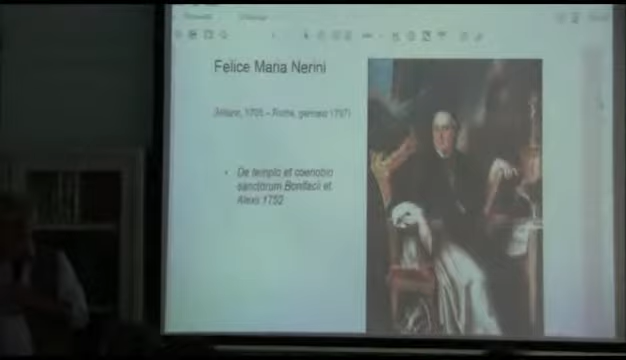 Felice Maria Nerini
(Milano, 1705 – Roma, gennaio 1787)
• De templo et coenobio
sanctorum Bonifacii et
Alexii 1752